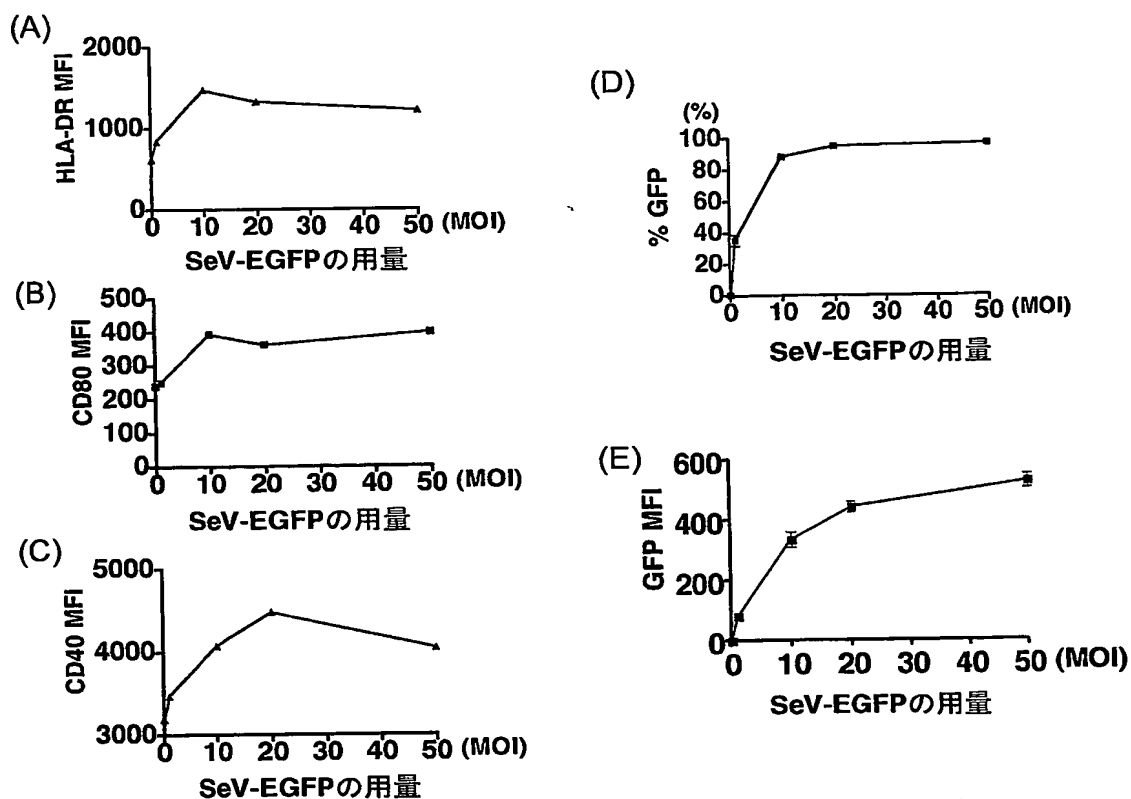 (A)
HLA-DR MFI
2000
1000
0
0 10 20 30 40 50 (MOI)
SeV-EGFPの用量
(B)
CD80 MFI
500
400
300
200
100
0
0 10 20 30 40 50 (MOI)
SeV-EGFPの用量
(C)
CD40 MFI
5000
4000
3000
0 10 20 30 40 50 (MOI)
SeV-EGFPの用量
(D)
(%)
% GFP
100
80
60
40
20
0
0 10 20 30 40 50 (MOI)
SeV-EGFPの用量
(E)
GFP MFI
600
400
200
0
0 10 20 30 40 50 (MOI)
SeV-EGFPの用量